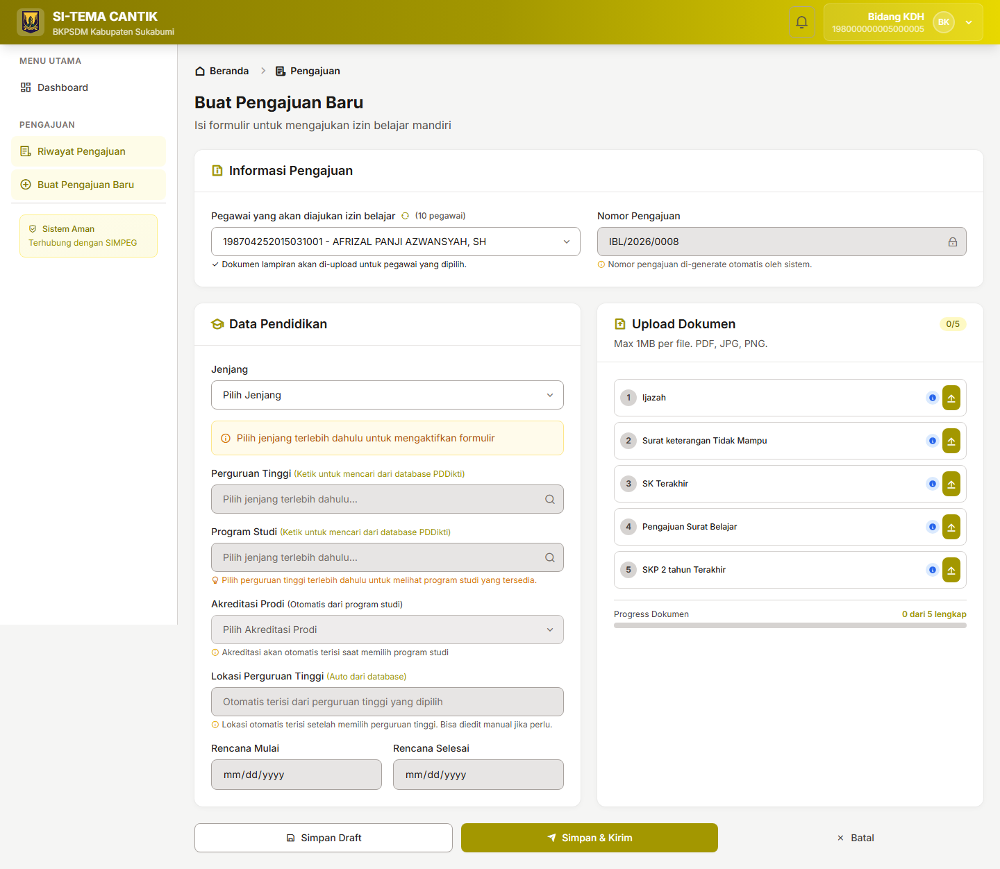 SI-TEMA CANTIK
BKPSDM Kabupaten Sukabumi
Bidang KDH
198000000005000005
BK
MENU UTAMA
Dashboard
PENGAJUAN
Riwayat Pengajuan
Buat Pengajuan Baru
Sistem Aman
Terhubung dengan SIMPEG
Beranda
Pengajuan
Buat Pengajuan Baru
Isi formulir untuk mengajukan izin belajar mandiri
Informasi Pengajuan
Pegawai yang akan diajukan izin belajar (10 pegawai)
198704252015031001 - AFRIZAL PANJI AZWANSYAH, SH
Dokumen lampiran akan di-upload untuk pegawai yang dipilih.
Nomor Pengajuan
IBL/2026/0008
Nomor pengajuan di-generate otomatis oleh sistem.
Data Pendidikan
Jenjang
Pilih Jenjang
Pilih jenjang terlebih dahulu untuk mengaktifkan formulir
Perguruan Tinggi (Ketik untuk mencari dari database PDDikti)
Pilih jenjang terlebih dahulu...
Program Studi (Ketik untuk mencari dari database PDDikti)
Pilih jenjang terlebih dahulu...
Pilih perguruan tinggi terlebih dahulu untuk melihat program studi yang tersedia.
Akreditasi Prodi (Otomatis dari program studi)
Pilih Akreditasi Prodi
Akreditasi akan otomatis terisi saat memilih program studi
Lokasi Perguruan Tinggi (Auto dari database)
Otomatis terisi dari perguruan tinggi yang dipilih
Lokasi otomatis terisi setelah memilih perguruan tinggi. Bisa diedit manual jika perlu.
Rencana Mulai
mm/dd/yyyy
Rencana Selesai
mm/dd/yyyy
Upload Dokumen
0/5
Max 1MB per file. PDF, JPG, PNG.
1 Ijazah
2 Surat keterangan Tidak Mampu
3 SK Terakhir
4 Pengajuan Surat Belajar
5 SKP 2 tahun Terakhir
Progress Dokumen
0 dari 5 lengkap
Simpan Draft
Simpan & Kirim
Batal